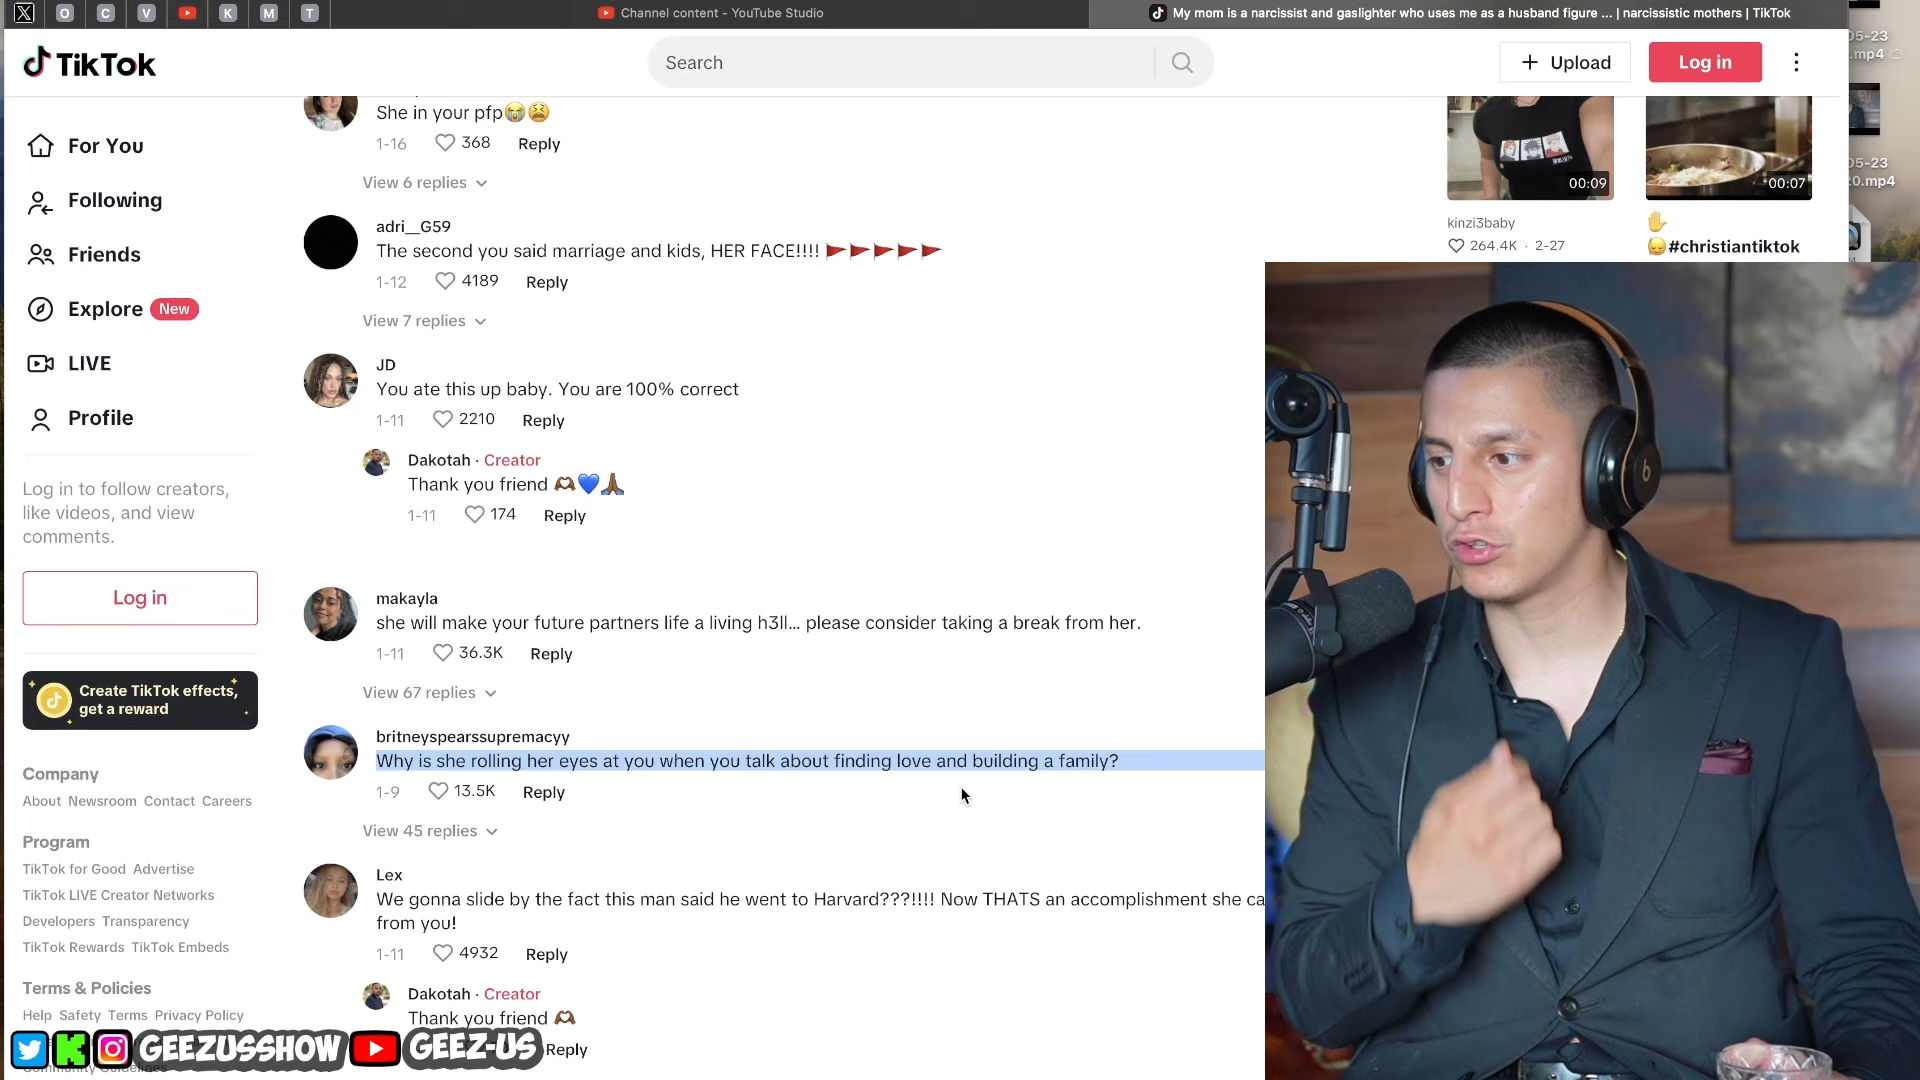 O C V K M T
Channel content - YouTube Studio
My mom is a narcissist and gaslighter who uses me as a husband figure ... | narcissistic mothers | TikTok
TikTok
Search
Upload
Log in
For You
Following
Friends
Explore New
LIVE
Profile
Log in to follow creators,
like videos, and view
comments.
Log in
Create TikTok effects,
get a reward
Company
About Newsroom Contact Careers
Program
TikTok for Good Advertise
TikTok LIVE Creator Networks
Developers Transparency
TikTok Rewards TikTok Embeds
Terms & Policies
Help Safety Terms Privacy Policy
Community Guidelines
She in your pfp😭😫
1-16 368 Reply
View 6 replies
adri__G59
The second you said marriage and kids, HER FACE!!!! 🚩🚩🚩🚩🚩
1-12 4189 Reply
View 7 replies
JD
You ate this up baby. You are 100% correct
1-11 2210 Reply
Dakotah · Creator
Thank you friend 🫶🏾💙🙏🏾
1-11 174 Reply
makayla
she will make your future partners life a living h3ll... please consider taking a break from her.
1-11 36.3K Reply
View 67 replies
britneyspearssupremacyy
Why is she rolling her eyes at you when you talk about finding love and building a family?
1-9 13.5K Reply
View 45 replies
Lex
We gonna slide by the fact this man said he went to Harvard???!!!! Now THATS an accomplishment she ca
from you!
1-11 4932 Reply
Dakotah · Creator
Thank you friend 🫶🏾
Reply
00:09
kinzi3baby
264.4K · 2-27
00:07
✋
😌#christiantiktok
05-23
.mp4
05-23
0.mp4
GEEZUSSHOW GEEZ-US